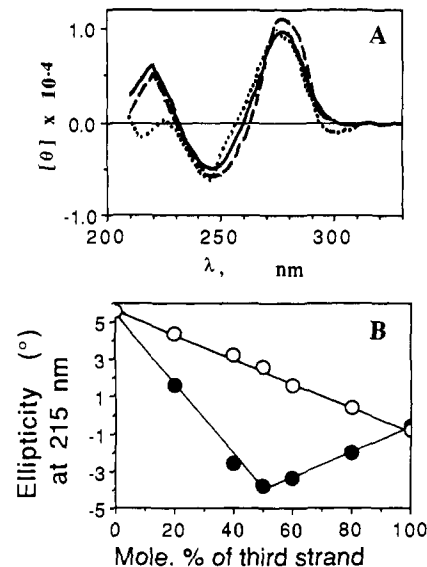 A
[θ] x 10-4
1.0
0.0
-1.0
200 250 300
λ, nm
B
Ellipticity (°)
at 215 nm
5
3
1
-1
-3
-5
0 20 40 60 80 100
Mole. % of third strand